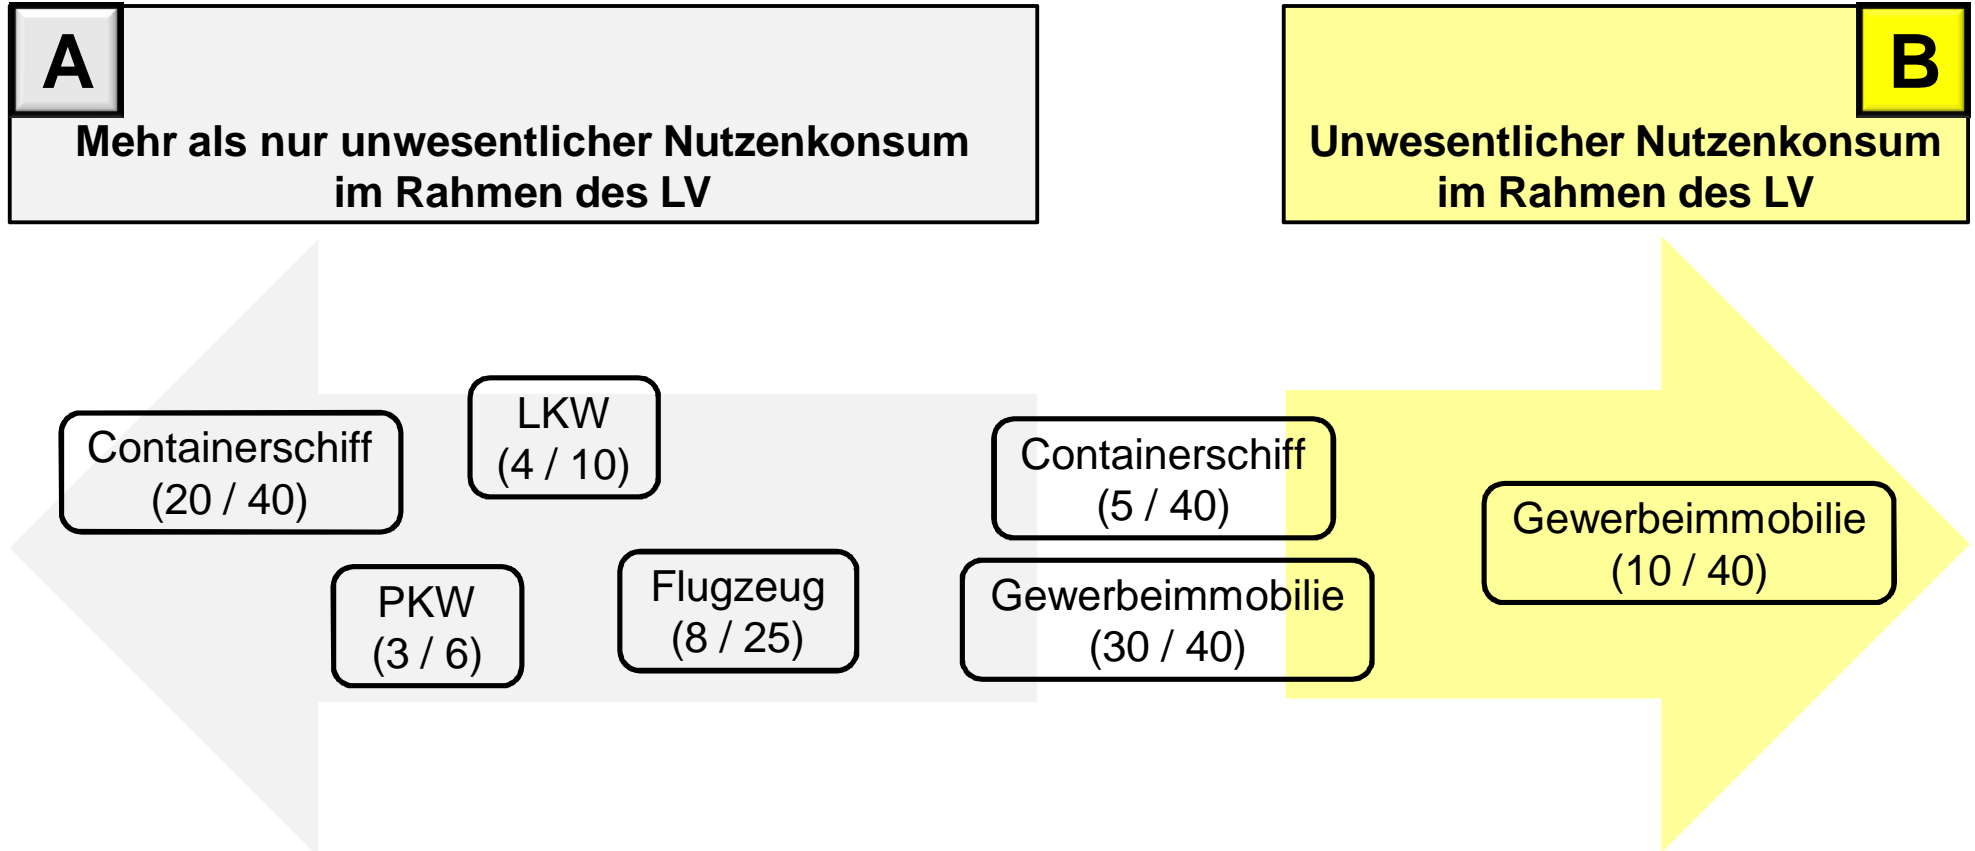 A
Mehr als nur unwesentlicher Nutzenkonsum
im Rahmen des LV
B
Unwesentlicher Nutzenkonsum
im Rahmen des LV
Containerschiff
(20 / 40)
LKW
(4 / 10)
PKW
(3 / 6)
Flugzeug
(8 / 25)
Containerschiff
(5 / 40)
Gewerbeimmobilie
(30 / 40)
Gewerbeimmobilie
(10 / 40)